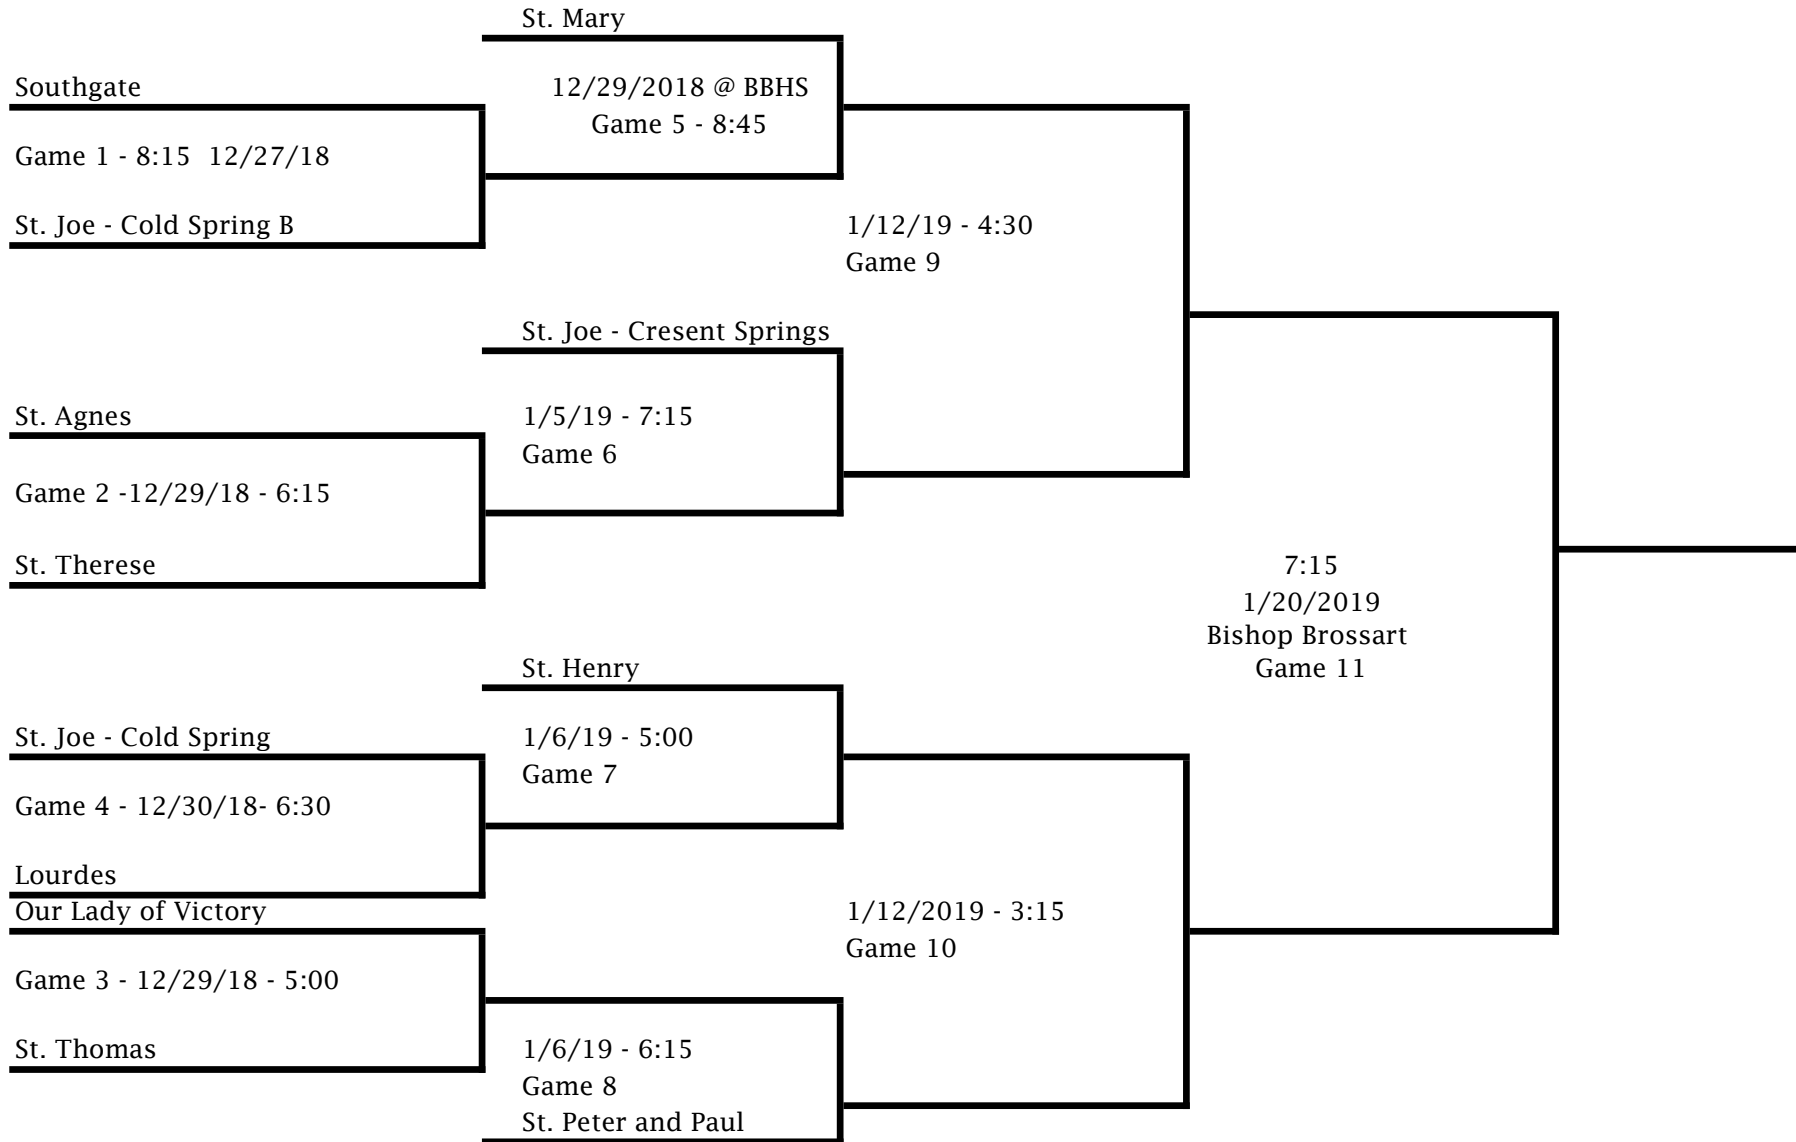 St. Mary
Southgate
12/29/2018 @ BBHS
Game 5 - 8:45
Game 1 - 8:15  12/27/18
St. Joe - Cold Spring B
1/12/19 - 4:30
Game 9
St. Joe - Cresent Springs
St. Agnes
1/5/19 - 7:15
Game 6
Game 2 -12/29/18 - 6:15
St. Therese
7:15
1/20/2019
Bishop Brossart
Game 11
St. Henry
St. Joe - Cold Spring
1/6/19 - 5:00
Game 7
Game 4 - 12/30/18- 6:30
Lourdes
Our Lady of Victory
1/12/2019 - 3:15
Game 10
Game 3 - 12/29/18 - 5:00
St. Thomas
1/6/19 - 6:15
Game 8
St. Peter and Paul